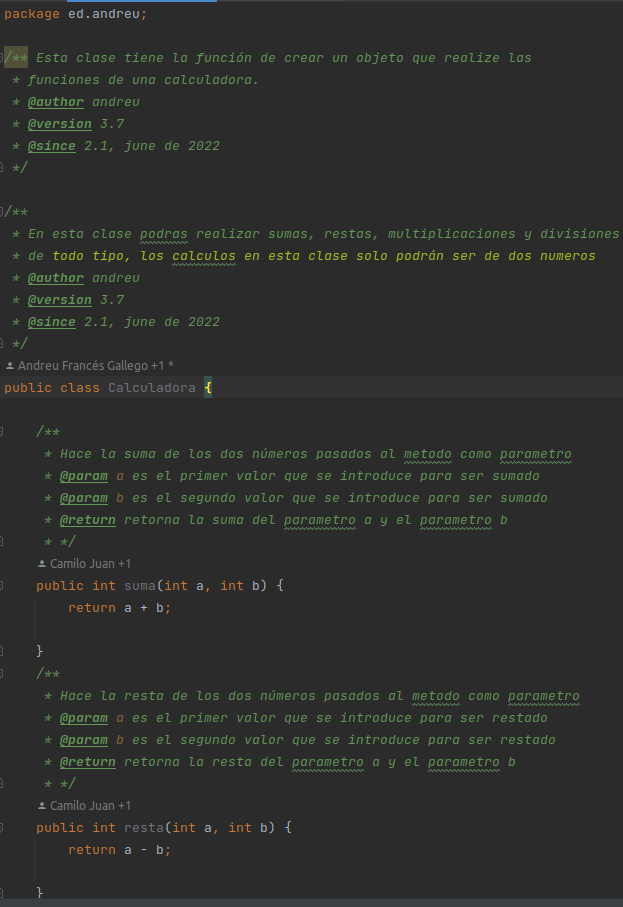 package ed.andreu;
/** Esta clase tiene la función de crear un objeto que realize las
 * funciones de una calculadora.
 * @author andreu
 * @version 3.7
 * @since 2.1, june de 2022
 */
/**
 * En esta clase podras realizar sumas, restas, multiplicaciones y divisiones
 * de todo tipo, los calculos en esta clase solo podrán ser de dos numeros
 * @author andreu
 * @version 3.7
 * @since 2.1, june de 2022
 */
Andreu Francés Gallego +1 *
public class Calculadora {
    /**
     * Hace la suma de los dos números pasados al metodo como parametro
     * @param a es el primer valor que se introduce para ser sumado
     * @param b es el segundo valor que se introduce para ser sumado
     * @return retorna la suma del parametro a y el parametro b
     * */
    Camilo Juan +1
    public int suma(int a, int b) {
        return a + b;
    }
    /**
     * Hace la resta de los dos números pasados al metodo como parametro
     * @param a es el primer valor que se introduce para ser restado
     * @param b es el segundo valor que se introduce para ser restado
     * @return retorna la resta del parametro a y el parametro b
     * */
    Camilo Juan +1
    public int resta(int a, int b) {
        return a - b;
    }